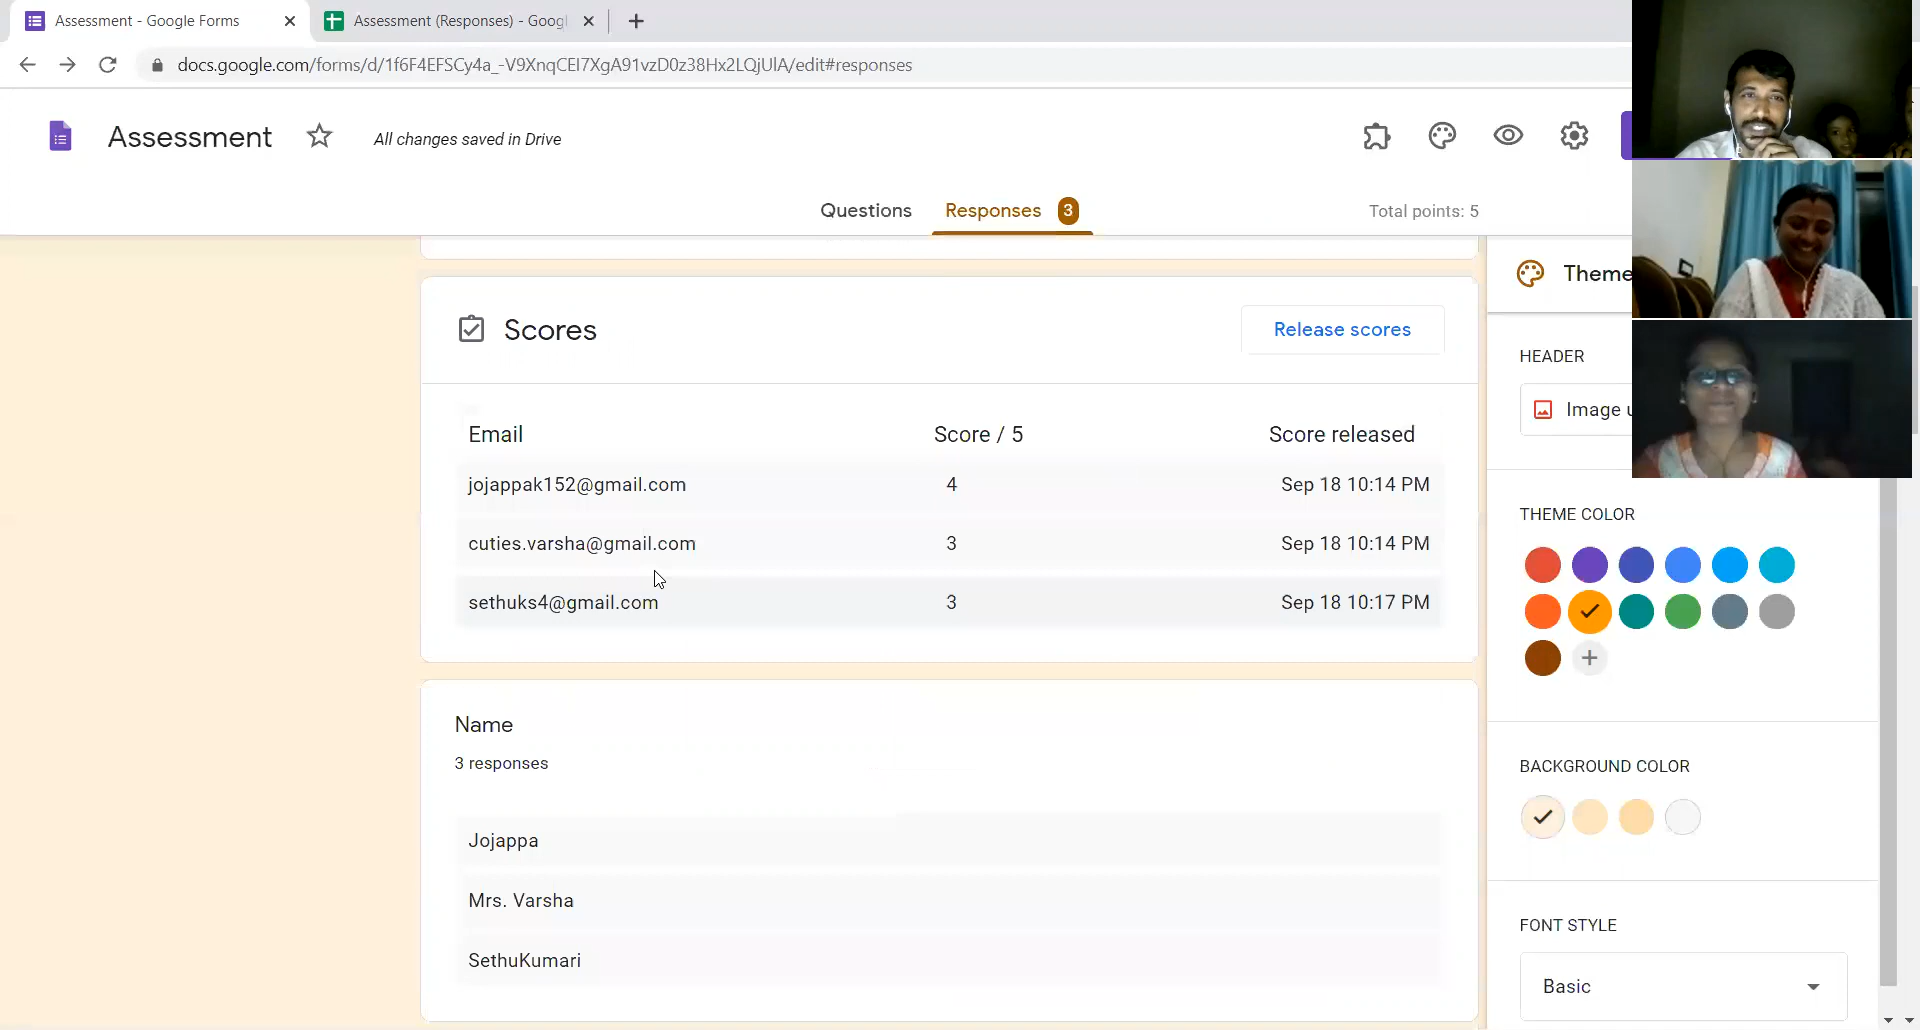 Assessment - Google Forms
Assessment (Responses) - Goog
docs.google.com/forms/d/1f6F4EFSCy4a_-V9XnqCEI7XgA91vzD0z38Hx2LQjUlA/edit#responses
Assessment
All changes saved in Drive
Questions
Responses 3
Total points: 5
Theme
Scores
Release scores
HEADER
Image u
Email Score / 5 Score released
jojappak152@gmail.com 4 Sep 18 10:14 PM
cuties.varsha@gmail.com 3 Sep 18 10:14 PM
sethuks4@gmail.com 3 Sep 18 10:17 PM
THEME COLOR
Name
3 responses
Jojappa
Mrs. Varsha
SethuKumari
BACKGROUND COLOR
FONT STYLE
Basic